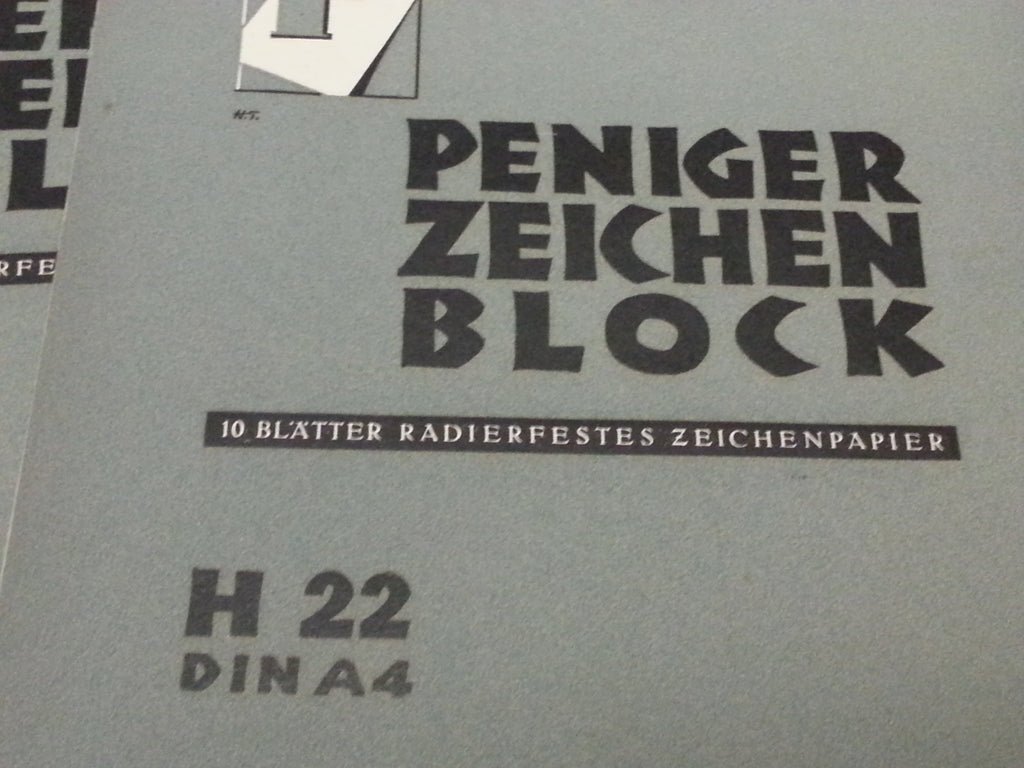 H.T.
PENIGER
ZEICHEN
BLOCK
10 BLÄTTER RADIERFESTES ZEICHENPAPIER
H 22
DIN A4